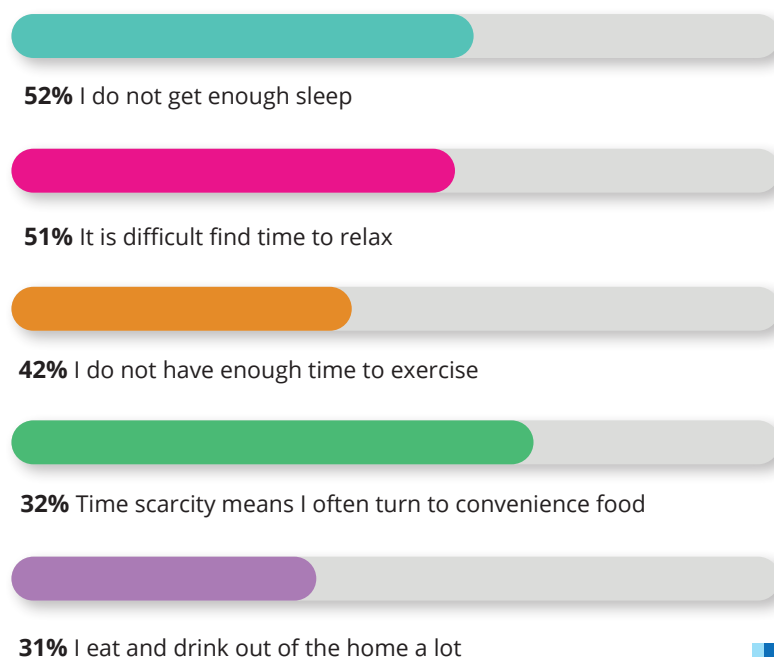 52% I do not get enough sleep
51% It is difficult find time to relax
42% I do not have enough time to exercise
32% Time scarcity means I often turn to convenience food
31% I eat and drink out of the home a lot